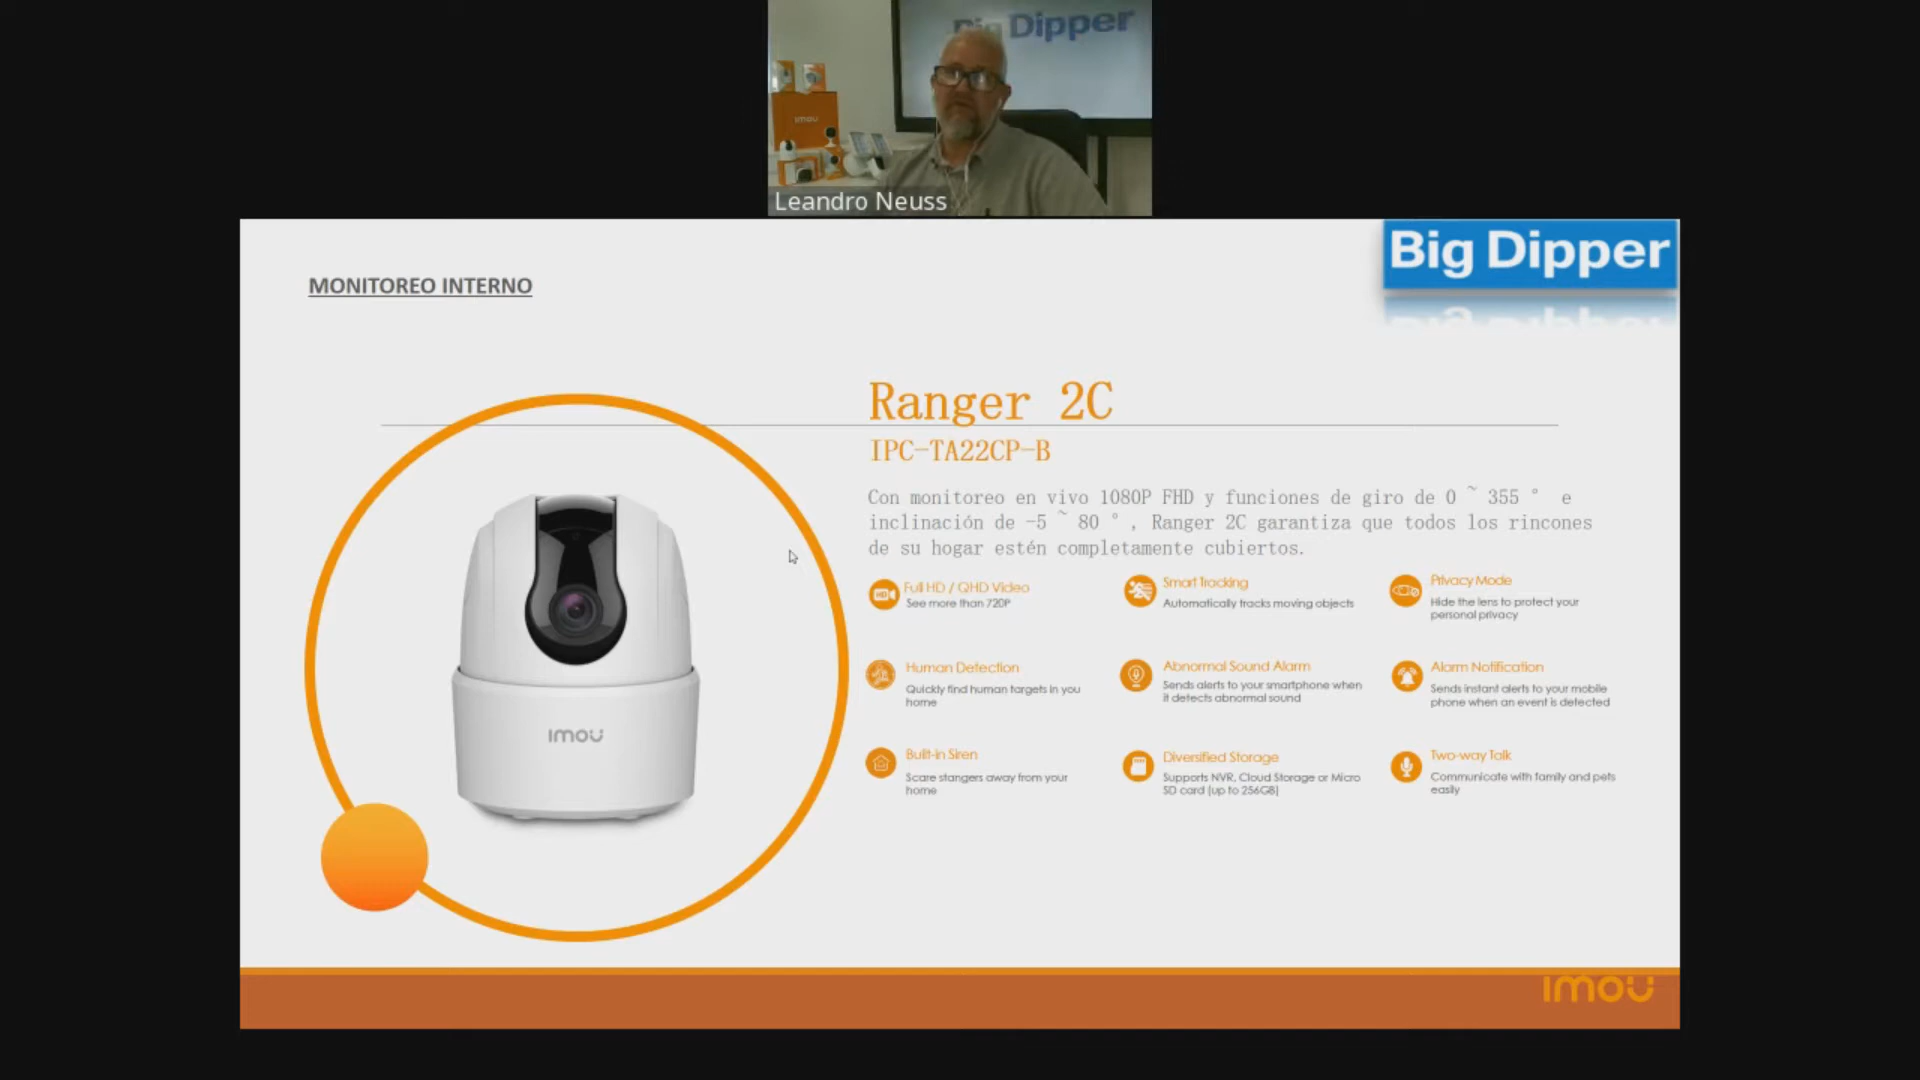 Big Dipper
imou
Leandro Neuss
MONITOREO INTERNO
Big Dipper
Ranger 2C
IPC-TA22CP-B
Con monitoreo en vivo 1080P FHD y funciones de giro de 0 ~ 355 ° e
inclinación de -5 ~ 80 °, Ranger 2C garantiza que todos los rincones
de su hogar estén completamente cubiertos.
HD
Full HD / QHD Video
See more than 720P
Smart Tracking
Automatically tracks moving objects
Privacy Mode
Hide the lens to protect your
personal privacy
Human Detection
Quickly find human targets in you
home
Abnormal Sound Alarm
Sends alerts to your smartphone when
it detects abnormal sound
Alarm Notification
Sends instant alerts to your mobile
phone when an event is detected
Built-in Siren
Scare stangers away from your
home
Diversified Storage
Supports NVR, Cloud Storage or Micro
SD card (up to 256GB)
Two-way Talk
Communicate with family and pets
easily
imou
imou